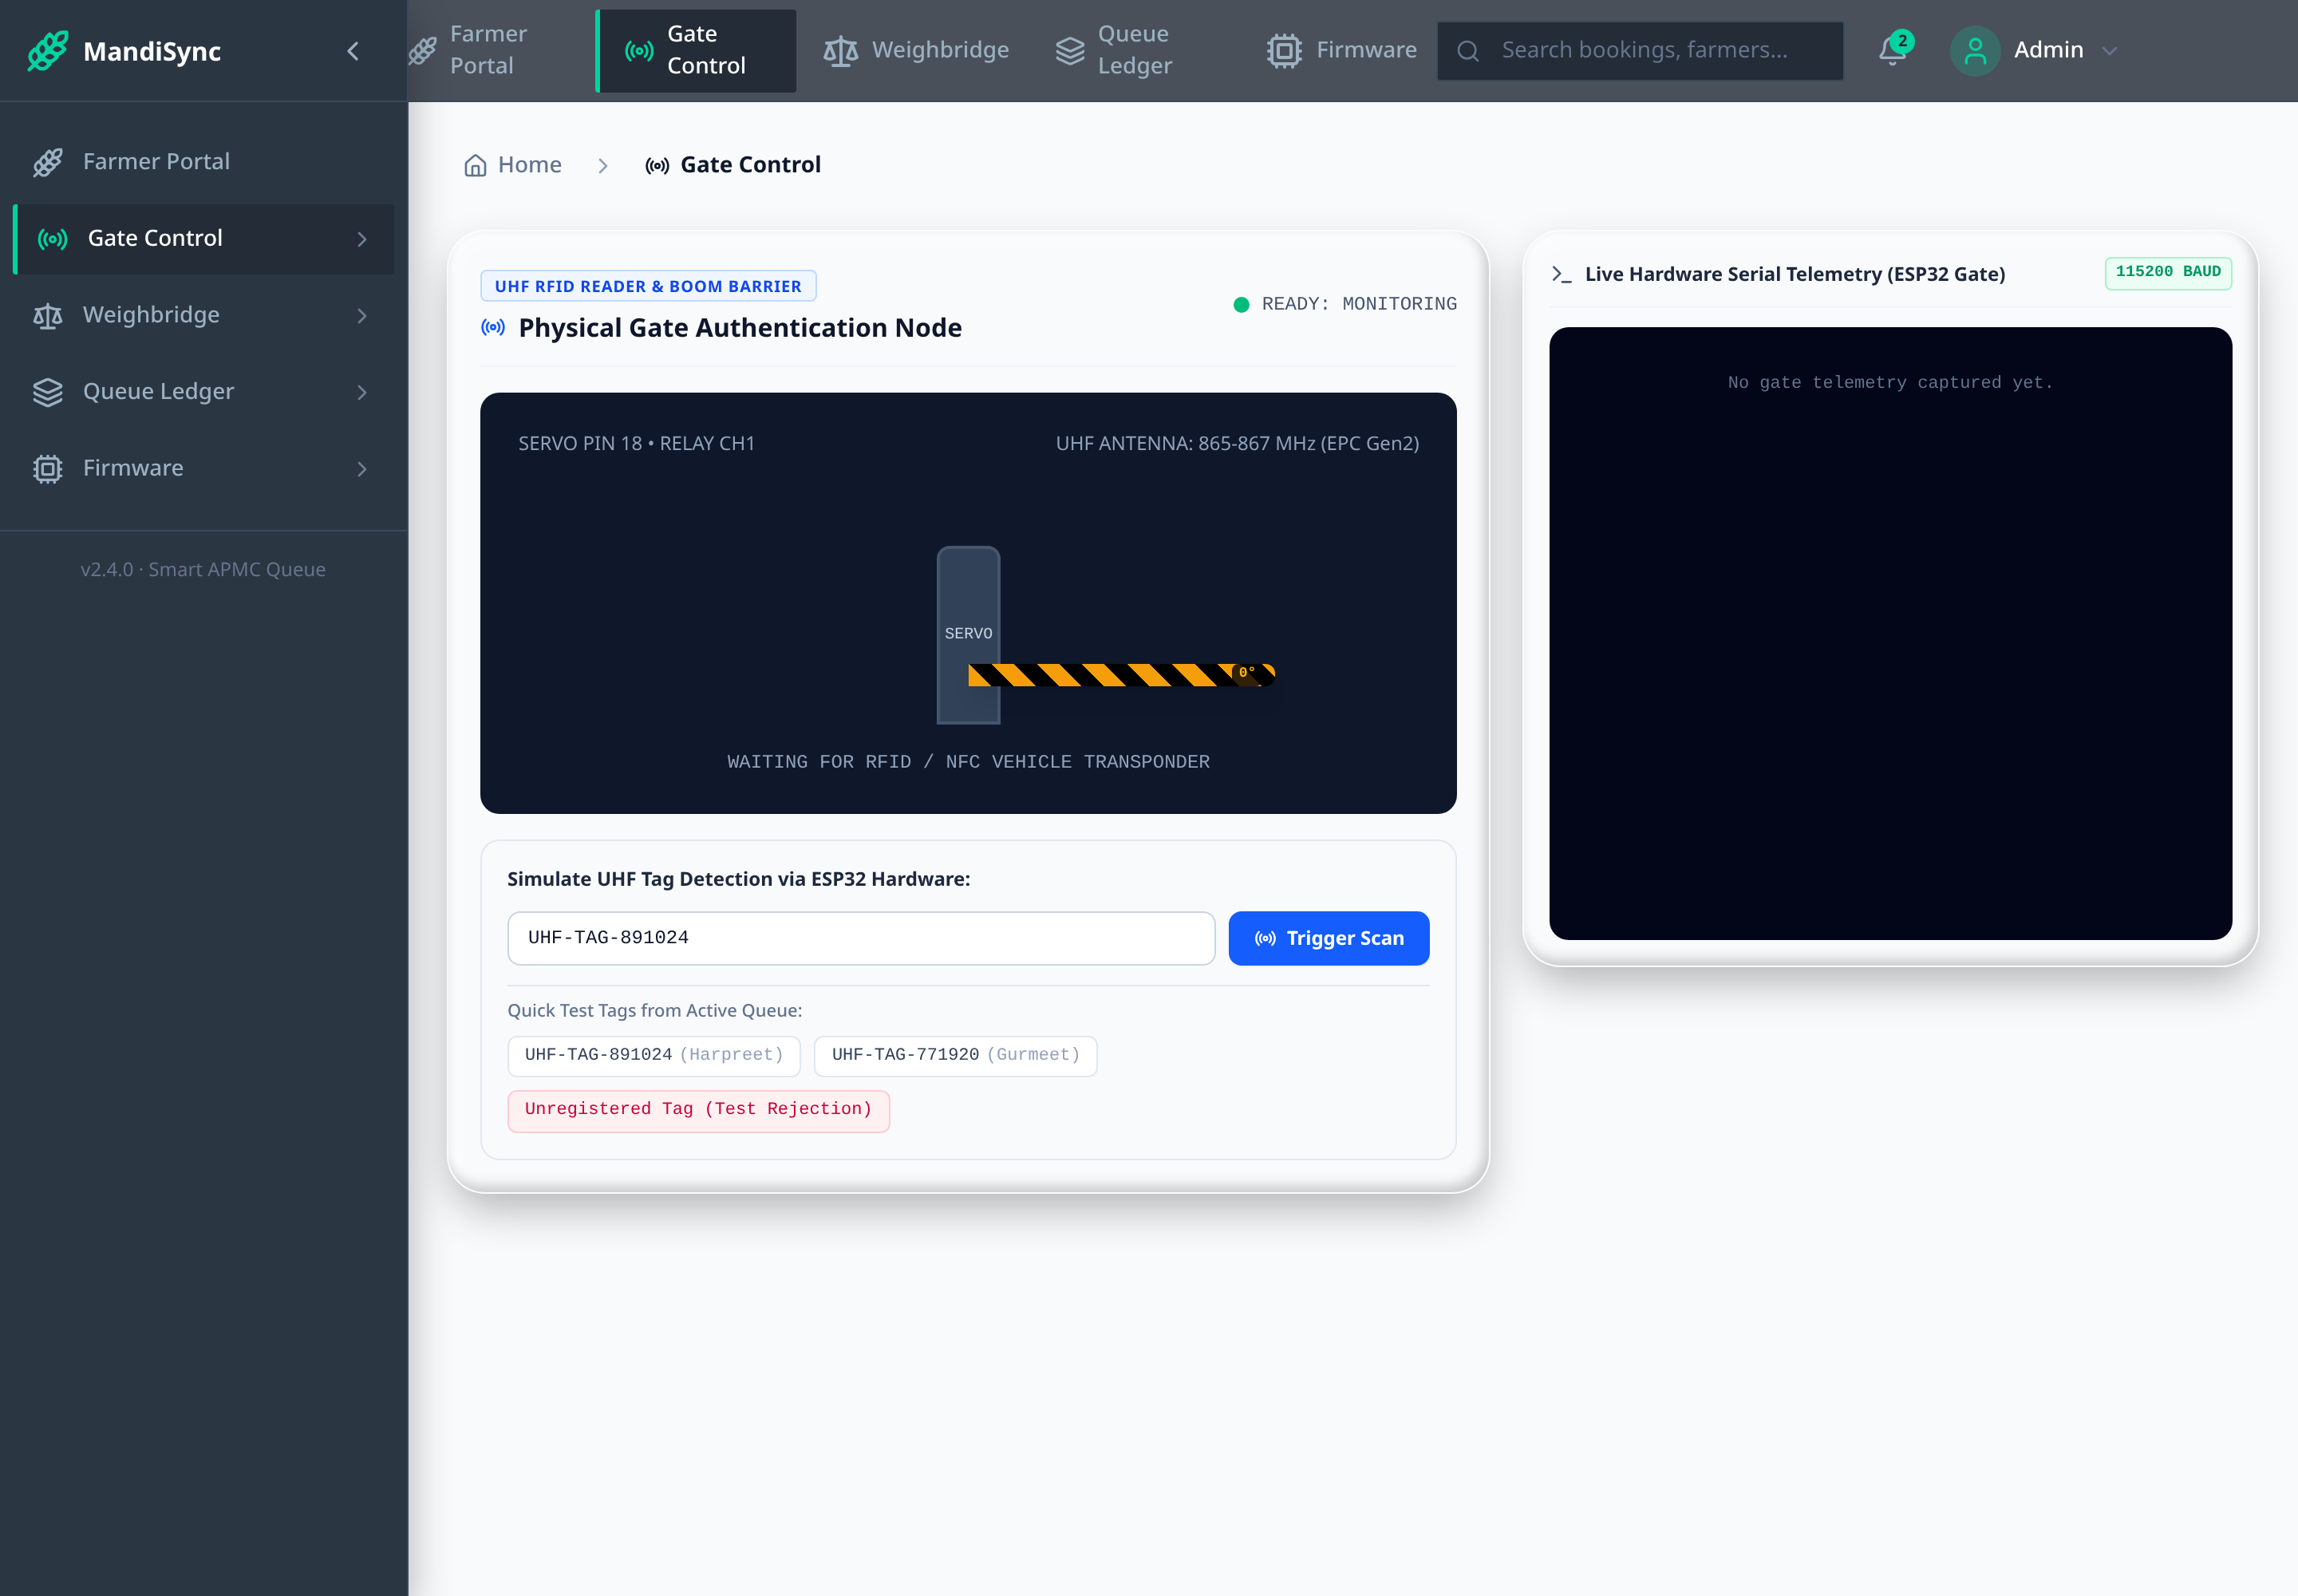 MandiSync
Farmer Portal
Gate Control
Weighbridge
Queue Ledger
Firmware
v2.4.0 · Smart APMC Queue
Farmer
Portal
Gate
Control
Weighbridge
Queue
Ledger
Firmware
Search bookings, farmers...
2
Admin
Home
Gate Control
UHF RFID READER & BOOM BARRIER
Physical Gate Authentication Node
READY: MONITORING
SERVO PIN 18 • RELAY CH1
UHF ANTENNA: 865-867 MHz (EPC Gen2)
SERVO
0°
WAITING FOR RFID / NFC VEHICLE TRANSPONDER
Simulate UHF Tag Detection via ESP32 Hardware:
UHF-TAG-891024
Trigger Scan
Quick Test Tags from Active Queue:
UHF-TAG-891024 (Harpreet)
UHF-TAG-771920 (Gurmeet)
Unregistered Tag (Test Rejection)
Live Hardware Serial Telemetry (ESP32 Gate)
115200 BAUD
No gate telemetry captured yet.